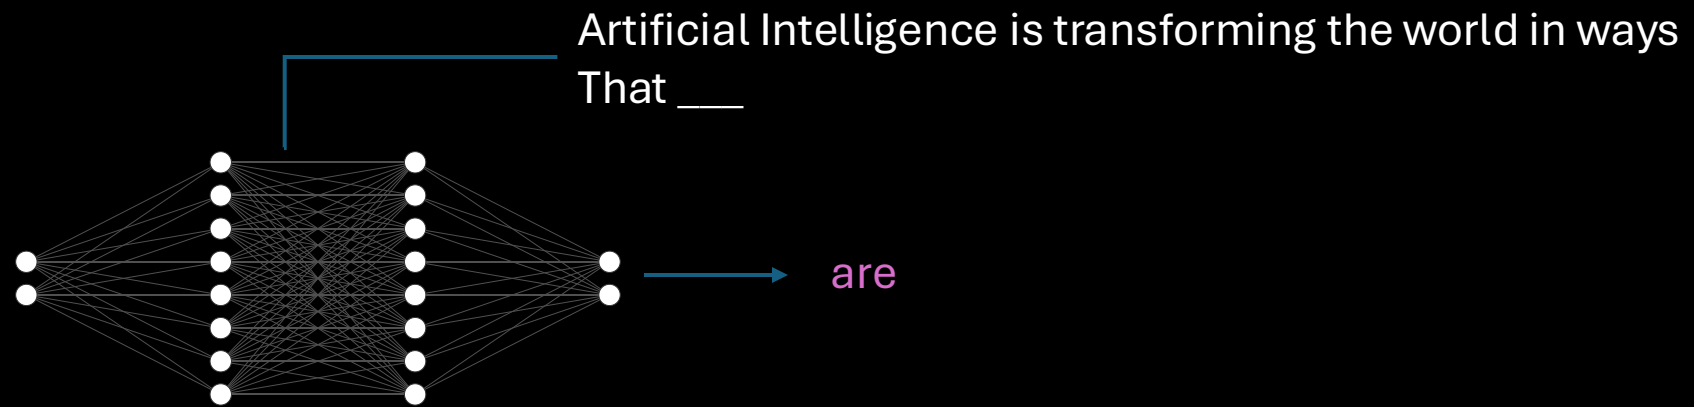 Artificial Intelligence is transforming the world in ways
That ___
are